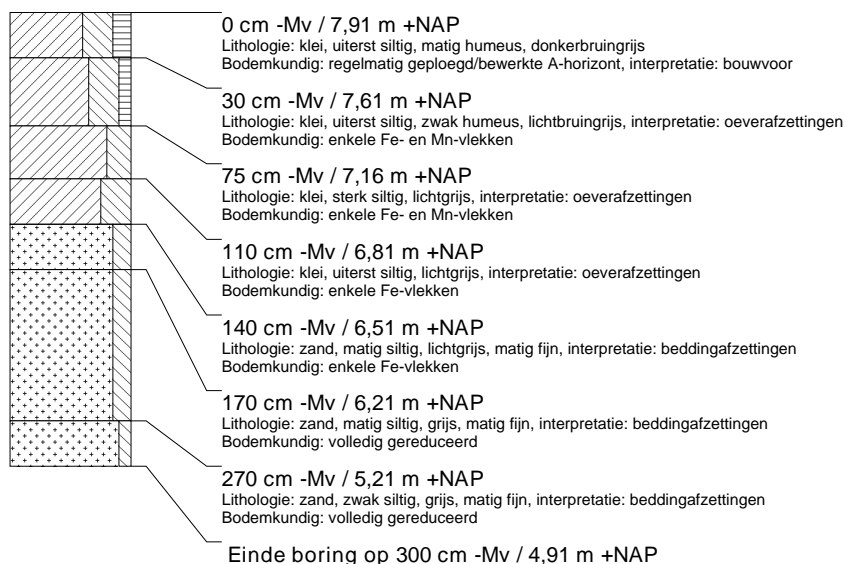 0 cm -Mv / 7,91 m +NAP
Lithologie: klei, uiterst siltig, matig humeus, donkerbruingrijs
Bodemkundig: regelmatig geploegd/bewerkte A-horizont, interpretatie: bouwvoor
30 cm -Mv / 7,61 m +NAP
Lithologie: klei, uiterst siltig, zwak humeus, lichtbruingrijs, interpretatie: oeverafzettingen
Bodemkundig: enkele Fe- en Mn-vlekken
75 cm -Mv / 7,16 m +NAP
Lithologie: klei, sterk siltig, lichtgrijs, interpretatie: oeverafzettingen
Bodemkundig: enkele Fe- en Mn-vlekken
110 cm -Mv / 6,81 m +NAP
Lithologie: klei, uiterst siltig, lichtgrijs, interpretatie: oeverafzettingen
Bodemkundig: enkele Fe-vlekken
140 cm -Mv / 6,51 m +NAP
Lithologie: zand, matig siltig, lichtgrijs, matig fijn, interpretatie: beddingafzettingen
Bodemkundig: enkele Fe-vlekken
170 cm -Mv / 6,21 m +NAP
Lithologie: zand, matig siltig, grijs, matig fijn, interpretatie: beddingafzettingen
Bodemkundig: volledig gereduceerd
270 cm -Mv / 5,21 m +NAP
Lithologie: zand, zwak siltig, grijs, matig fijn, interpretatie: beddingafzettingen
Bodemkundig: volledig gereduceerd
Einde boring op 300 cm -Mv / 4,91 m +NAP